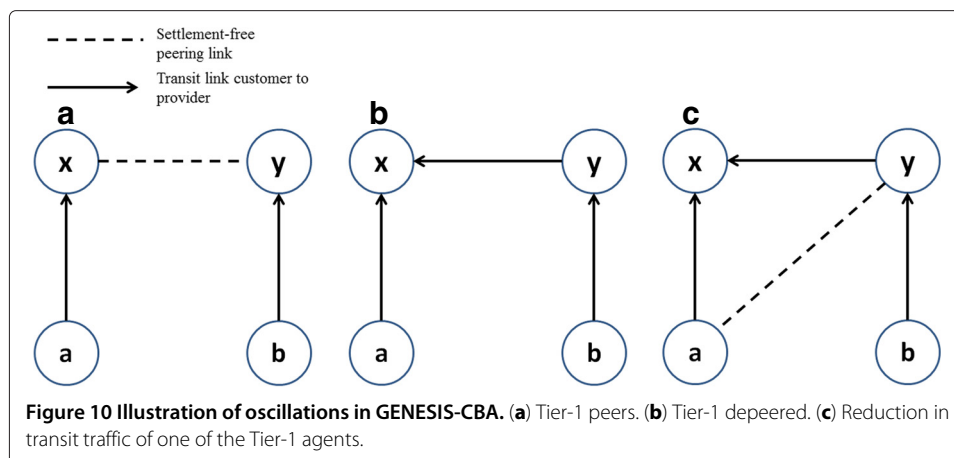 Settlement-free
peering link
Transit link customer to
provider
a b c
x y x y x y
a b a b a b
Figure 10 Illustration of oscillations in GENESIS-CBA. (a) Tier-1 peers. (b) Tier-1 depeered. (c) Reduction in
transit traffic of one of the Tier-1 agents.